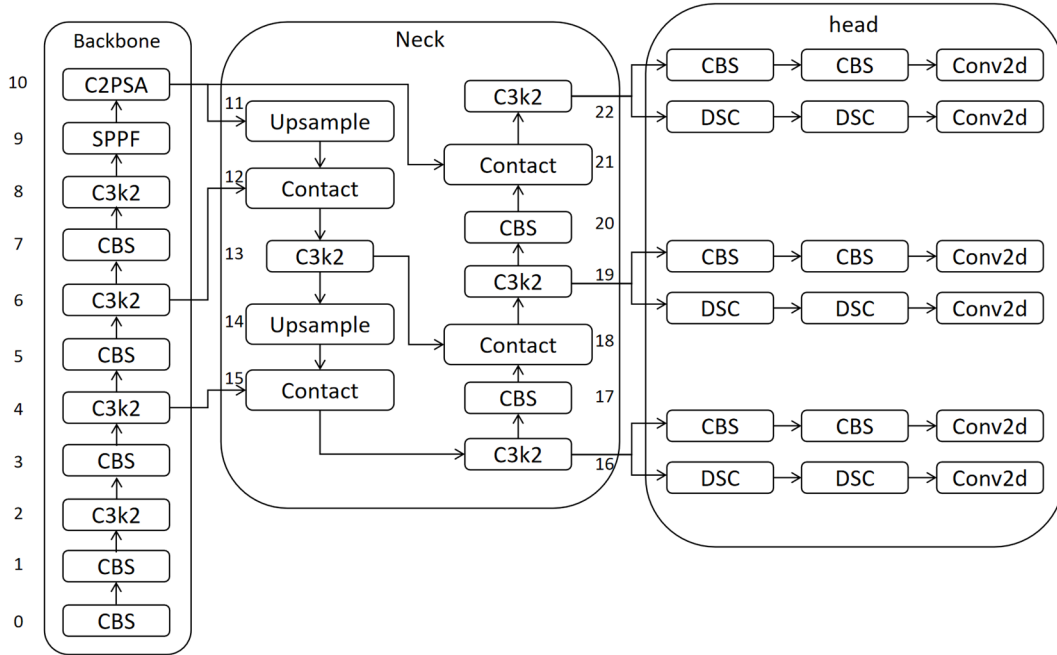 Backbone
10
C2PSA
9
SPPF
8
C3k2
7
CBS
6
C3k2
5
CBS
4
C3k2
3
CBS
2
C3k2
1
CBS
0
CBS
Neck
11
Upsample
12
Contact
13
C3k2
14
Upsample
15
Contact
C3k2
22
Contact
21
CBS
20
C3k2
19
Contact
18
CBS
17
C3k2
16
head
CBS CBS Conv2d
DSC DSC Conv2d
CBS CBS Conv2d
DSC DSC Conv2d
CBS CBS Conv2d
DSC DSC Conv2d